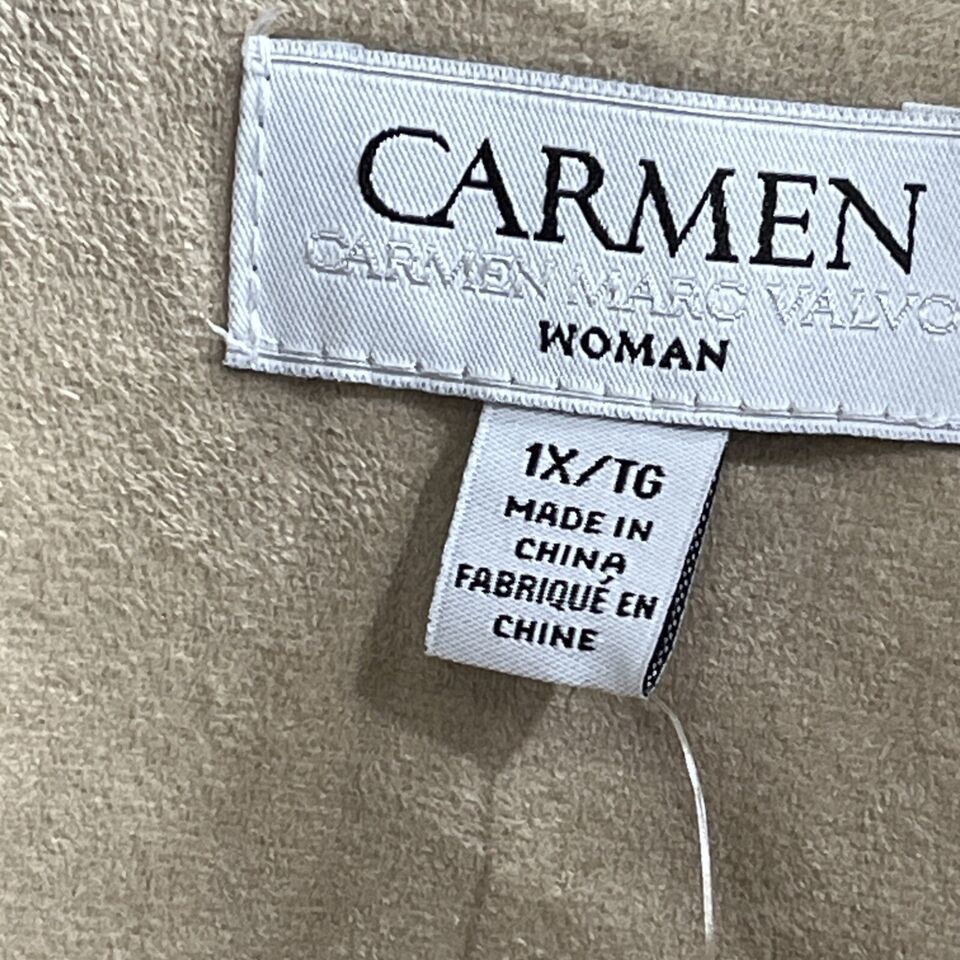 CARMEN
CARMEN MARC VALVO
WOMAN
1X/TG
MADE IN
CHINA
FABRIQUÉ EN
CHINE